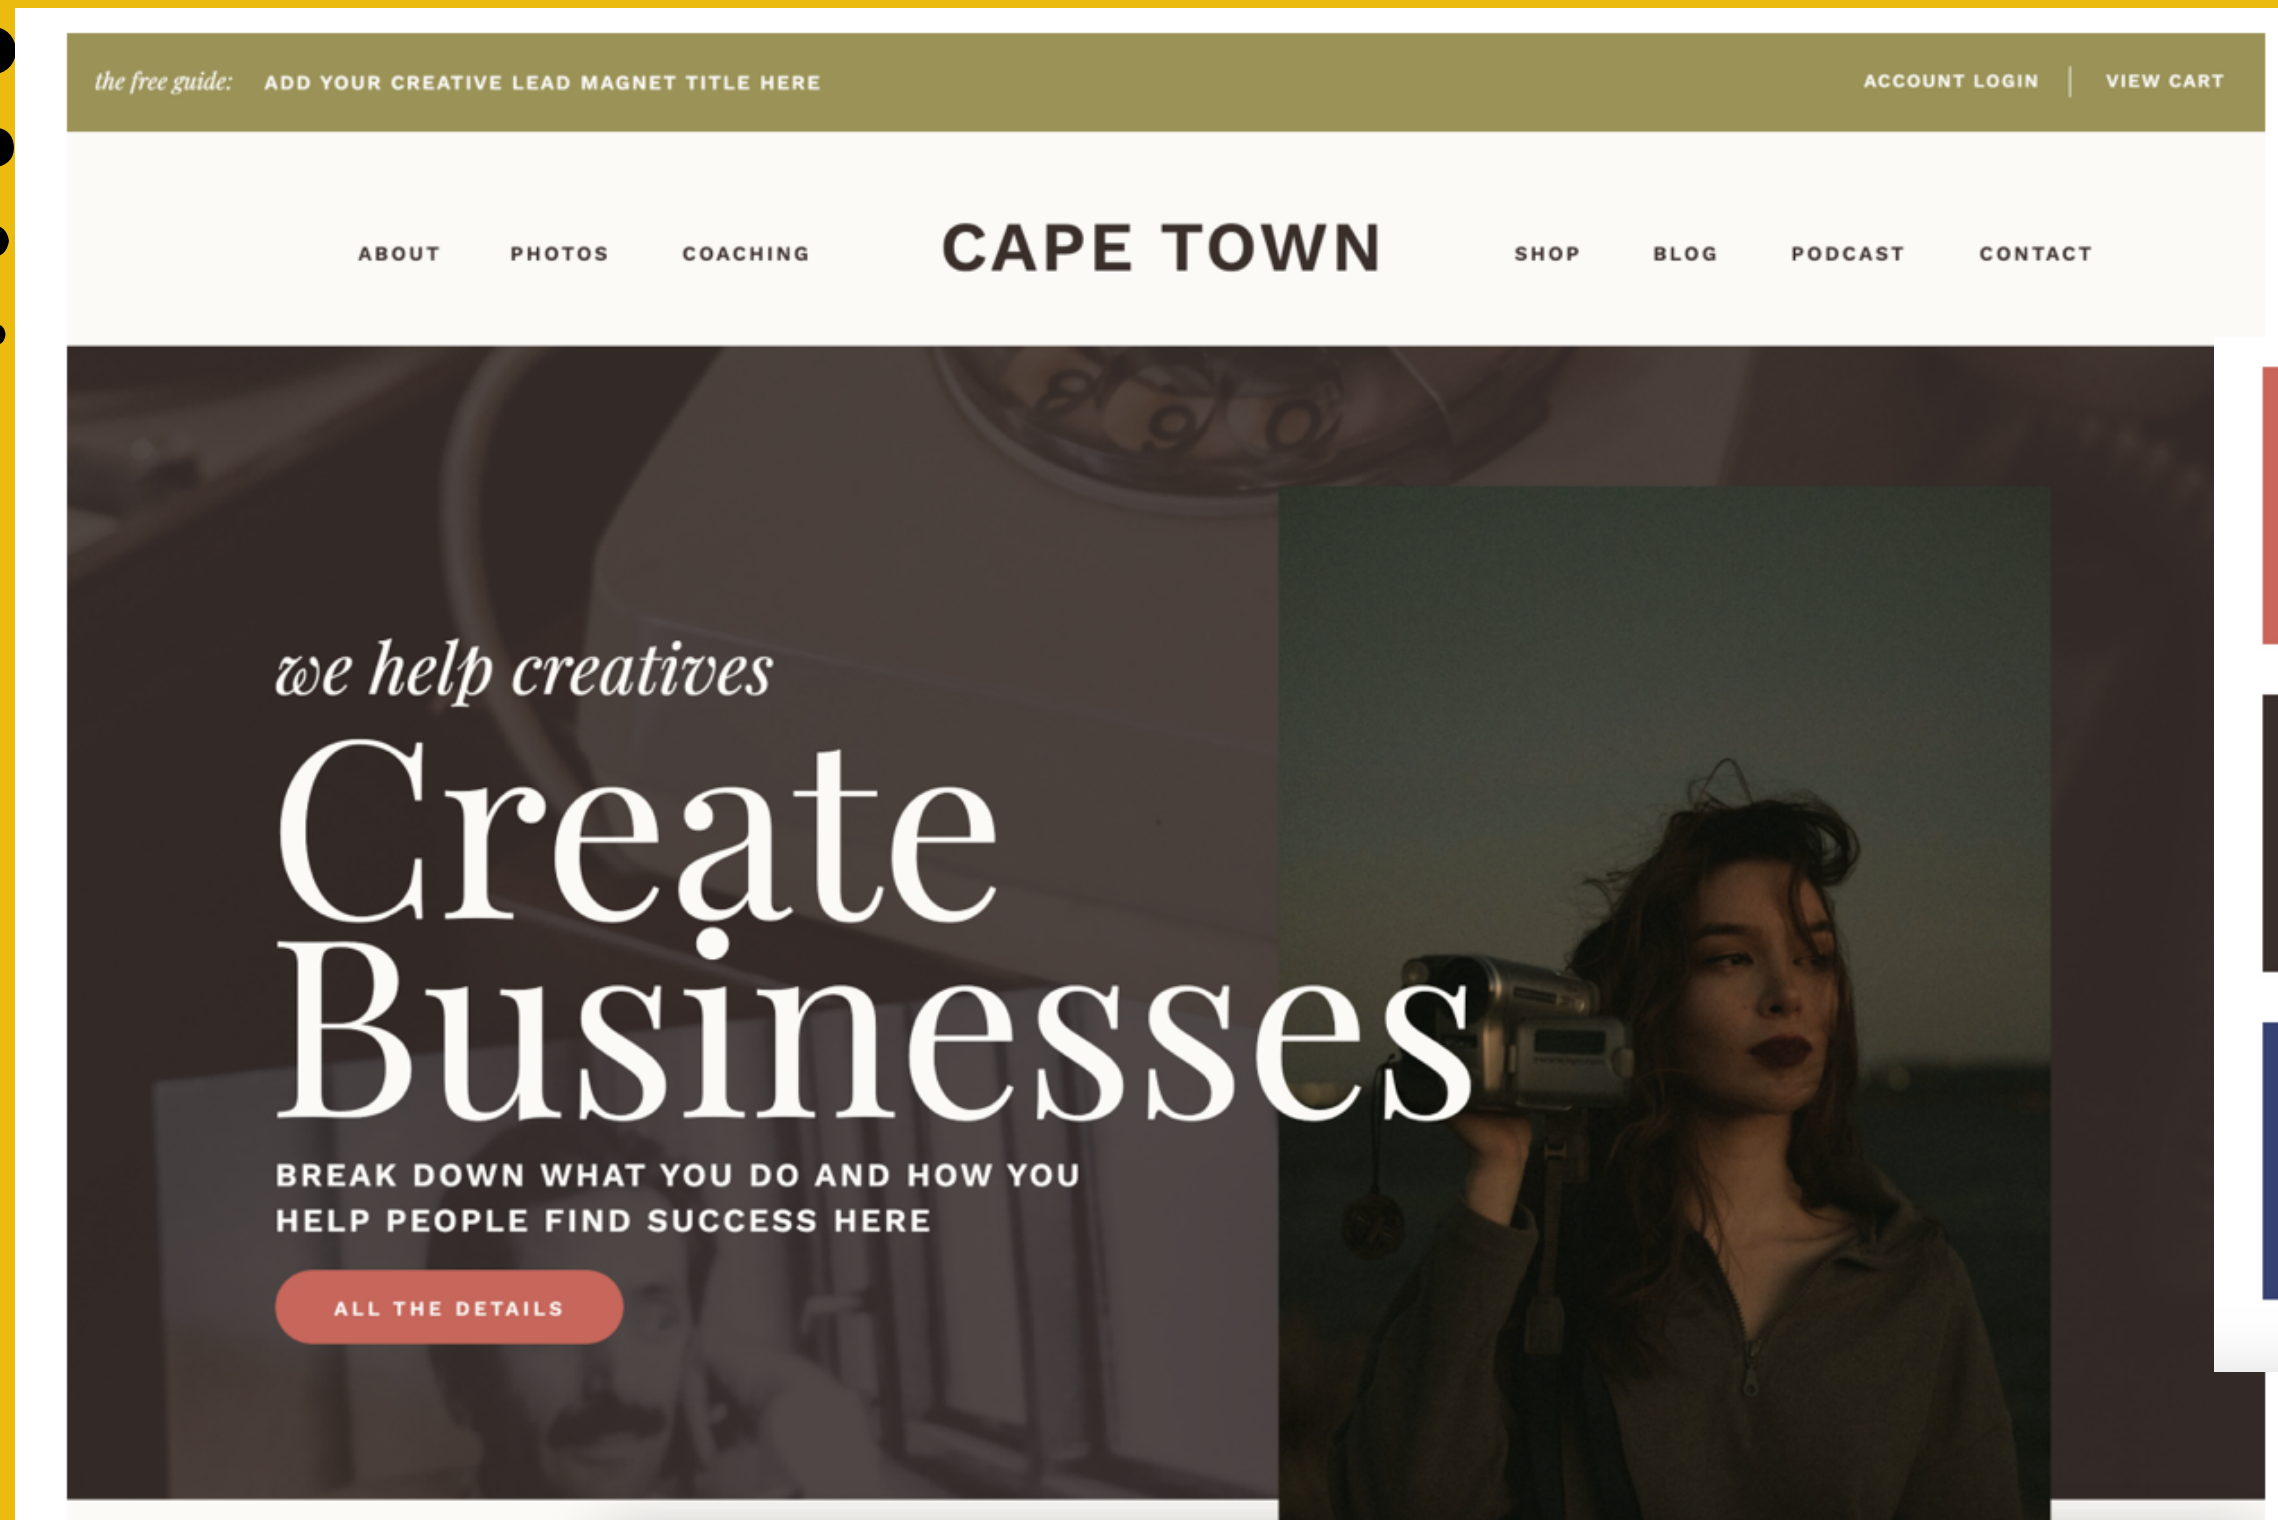 the free guide: ADD YOUR CREATIVE LEAD MAGNET TITLE HERE
ACCOUNT LOGIN | VIEW CART
ABOUT PHOTOS COACHING CAPE TOWN SHOP BLOG PODCAST CONTACT
we help creatives
Create
Businesses
BREAK DOWN WHAT YOU DO AND HOW YOU
HELP PEOPLE FIND SUCCESS HERE
ALL THE DETAILS